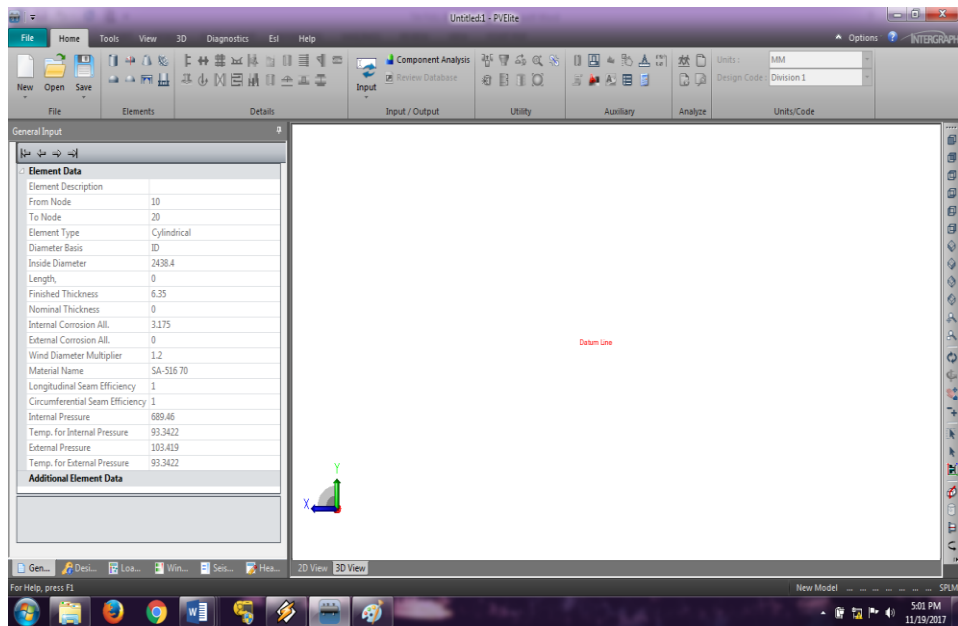 Untitled:1 - PVElite
File Home Tools View 3D Diagnostics Esl Help
Options INTERGRAPH
New Open Save
Input
Component Analysis
Review Database
Units: MM
Design Code: Division 1
File Elements Details Input / Output Utility Auxiliary Analyze Units/Code
General Input
Element Data
Element Description
From Node 10
To Node 20
Element Type Cylindrical
Diameter Basis ID
Inside Diameter 2438.4
Length, 0
Finished Thickness 6.35
Nominal Thickness 0
Internal Corrosion All. 3.175
External Corrosion All. 0
Wind Diameter Multiplier 1.2
Material Name SA-516 70
Longitudinal Seam Efficiency 1
Circumferential Seam Efficiency 1
Internal Pressure 689.46
Temp. for Internal Pressure 93.3422
External Pressure 103.419
Temp. for External Pressure 93.3422
Additional Element Data
Datum Line
Y
X
Gen... Desi... Loa... Win... Seis... Hea... 2D View 3D View
For Help, press F1
New Model ... ... ... ... ... ... SPLM
5:01 PM
11/19/2017